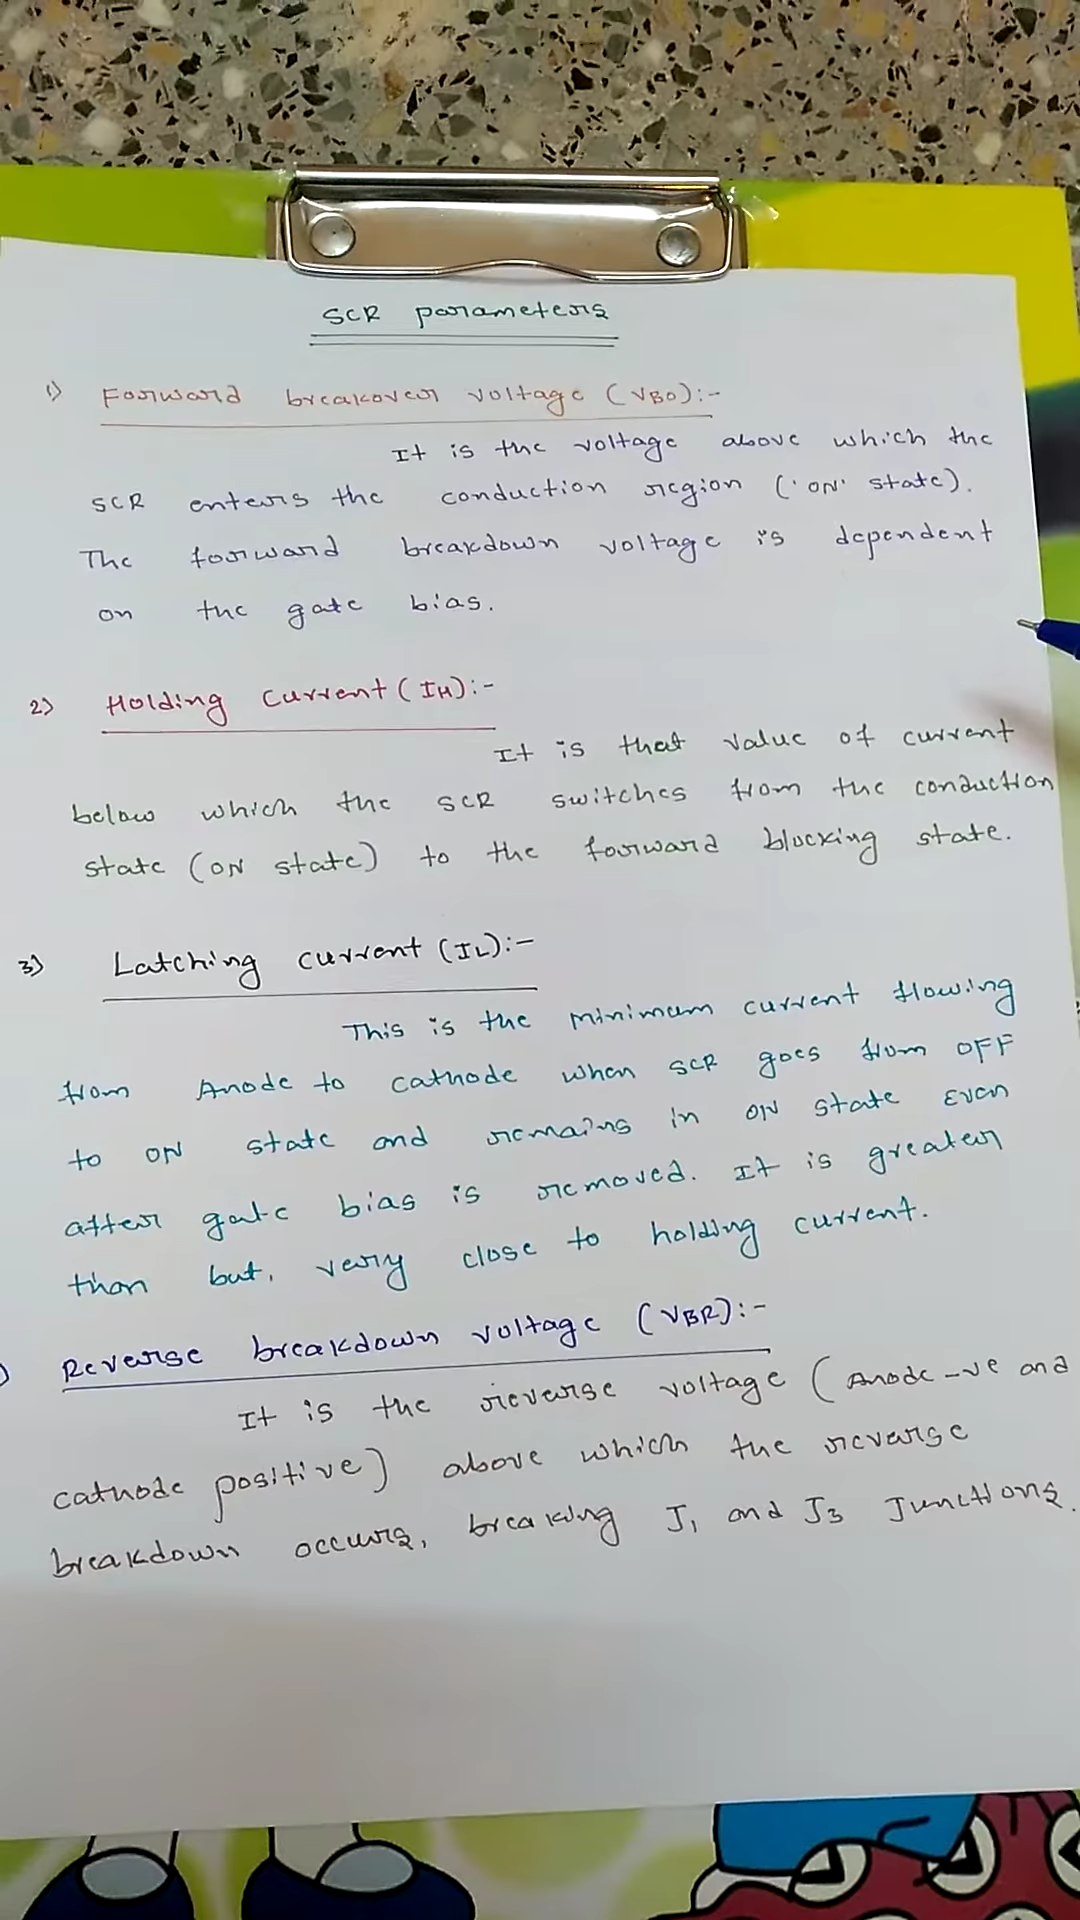 SCR parameters
1) Forward breakover voltage (VBO):-
It is the voltage above which the
SCR enters the conduction region ('ON' state).
The forward breakdown voltage is dependent
on the gate bias.
2) Holding current (IH):-
It is that value of current
below which the SCR switches from the conduction
state (ON state) to the forward blocking state.
3) Latching current (IL):-
This is the minimum current flowing
from Anode to cathode when SCR goes from OFF
to ON state and remains in ON state even
after gate bias is removed. It is greater
than but, very close to holding current.
Reverse breakdown voltage (VBR):-
It is the reverse voltage (Anode -ve and
cathode positive) above which the reverse
breakdown occurs, breaking J1 and J3 Junctions.